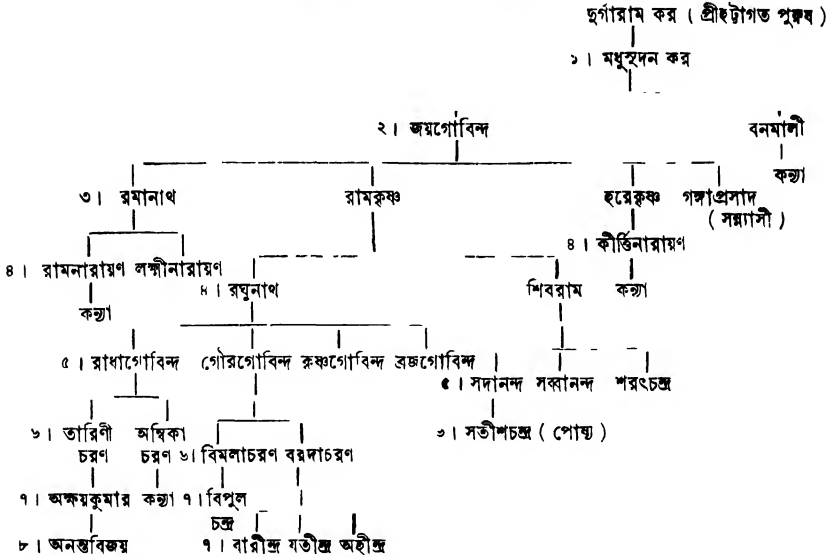 দুর্গারাম কর ( শ্রীহট্টাগত পুরুষ )
১। মধুসূদন কর
২। জয়গোবিন্দ বনমালী
কন্যা
৩। রমানাথ রামকৃষ্ণ হরেকৃষ্ণ গঙ্গাপ্রসাদ
( সন্ন্যাসী )
৪। কীর্ত্তিনারায়ণ
৪। রামনারায়ণ লক্ষ্মীনারায়ণ
৪। রঘুনাথ শিবরাম কন্যা
কন্যা
৫। রাধাগোবিন্দ গৌরগোবিন্দ কৃষ্ণগোবিন্দ ব্রজগোবিন্দ
৫। সদানন্দ সর্ব্বানন্দ শরৎচন্দ্র
৬। তারিণী অম্বিকা ৬। সতীশচন্দ্র ( পোষ্য )
চরণ চরণ ৬। বিমলাচরণ বরদাচরণ
৭। অক্ষয়কুমার কন্যা ৭। বিপুল
চন্দ্র
৮। অনন্তবিজয় ৭। বারীন্দ্র যতীন্দ্র অহীন্দ্র